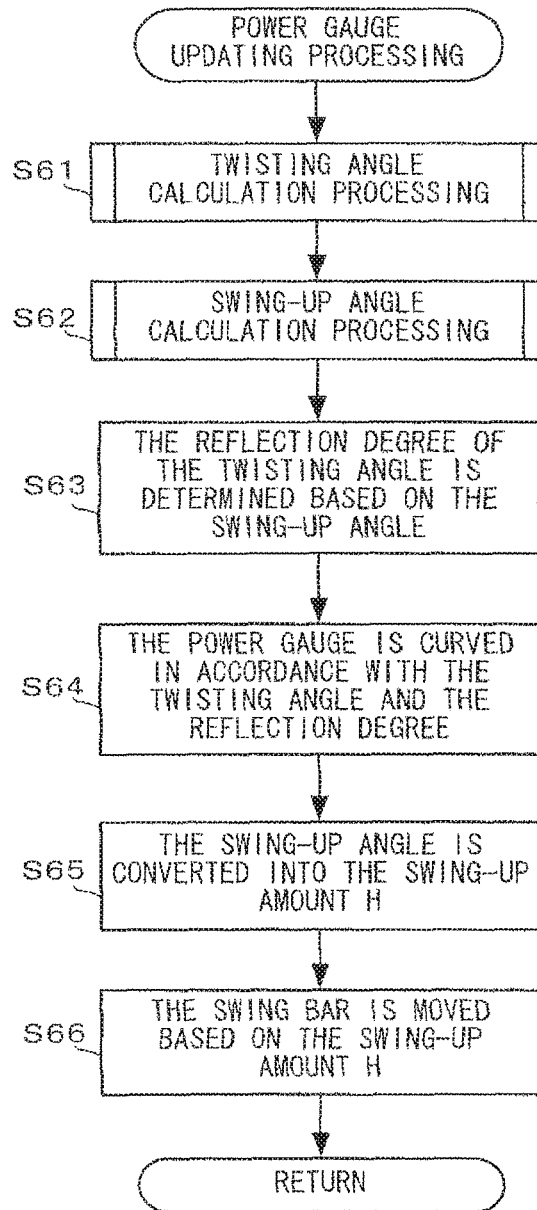 POWER GAUGE
UPDATING PROCESSING
S61
TWISTING ANGLE
CALCULATION PROCESSING
S62
SWING-UP ANGLE
CALCULATION PROCESSING
S63
THE REFLECTION DEGREE OF
THE TWISTING ANGLE IS
DETERMINED BASED ON THE
SWING-UP ANGLE
S64
THE POWER GAUGE IS CURVED
IN ACCORDANCE WITH THE
TWISTING ANGLE AND THE
REFLECTION DEGREE
S65
THE SWING-UP ANGLE IS
CONVERTED INTO THE SWING-UP
AMOUNT H
S66
THE SWING BAR IS MOVED
BASED ON THE SWING-UP
AMOUNT H
RETURN